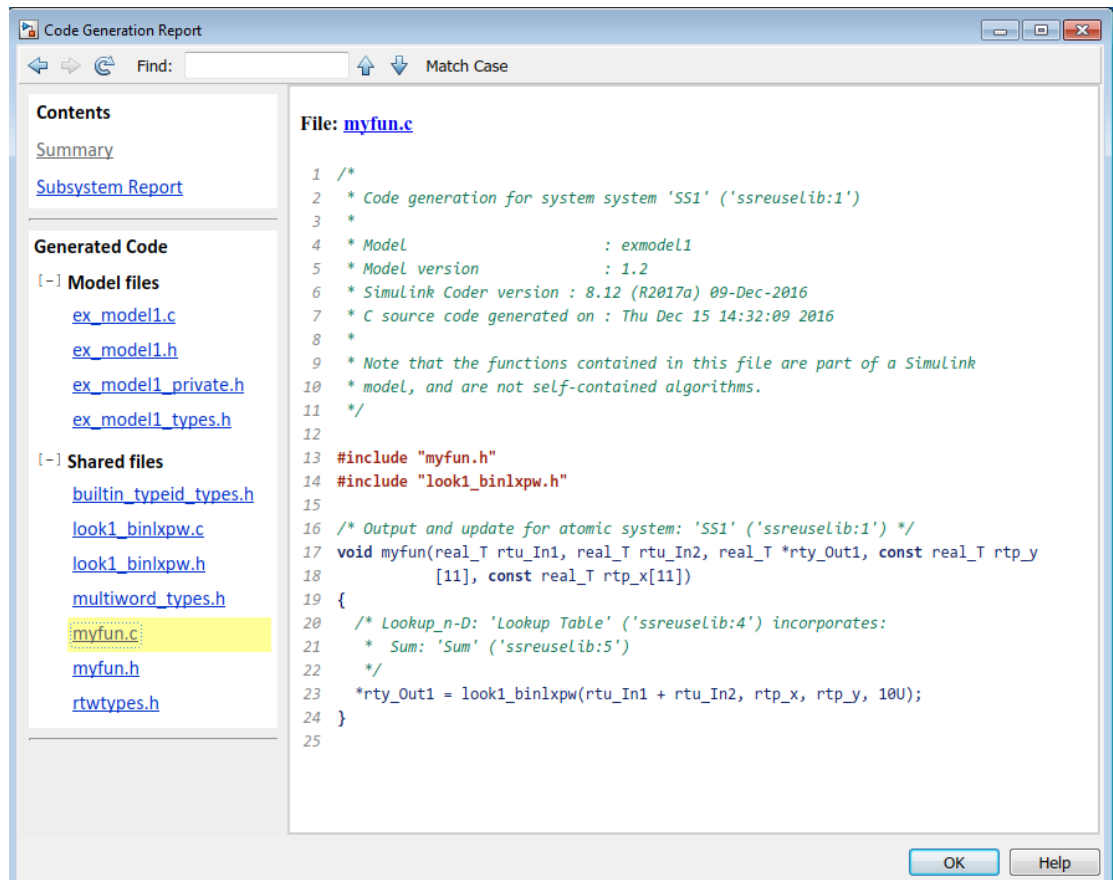 Code Generation Report
Find:
Match Case
Contents
Summary
Subsystem Report
Generated Code
[-] Model files
ex_model1.c
ex_model1.h
ex_model1_private.h
ex_model1_types.h
[-] Shared files
builtin_typeid_types.h
look1_binlxpw.c
look1_binlxpw.h
multiword_types.h
myfun.c
myfun.h
rtwtypes.h
File: myfun.c
1 /*
2 * Code generation for system system 'SS1' ('ssreuselib:1')
3 *
4 * Model : exmodel1
5 * Model version : 1.2
6 * Simulink Coder version : 8.12 (R2017a) 09-Dec-2016
7 * C source code generated on : Thu Dec 15 14:32:09 2016
8 *
9 * Note that the functions contained in this file are part of a Simulink
10 * model, and are not self-contained algorithms.
11 */
12
13 #include "myfun.h"
14 #include "look1_binlxpw.h"
15
16 /* Output and update for atomic system: 'SS1' ('ssreuselib:1') */
17 void myfun(real_T rtu_In1, real_T rtu_In2, real_T *rty_Out1, const real_T rtp_y
18 [11], const real_T rtp_x[11])
19 {
20 /* Lookup_n-D: 'Lookup Table' ('ssreuselib:4') incorporates:
21 * Sum: 'Sum' ('ssreuselib:5')
22 */
23 *rty_Out1 = look1_binlxpw(rtu_In1 + rtu_In2, rtp_x, rtp_y, 10U);
24 }
25
OK
Help